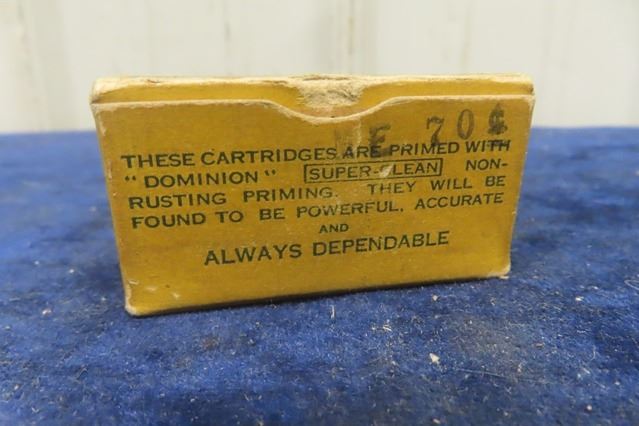 70¢
THESE CARTRIDGES ARE PRIMED WITH
"DOMINION" SUPER-CLEAN NON-
RUSTING PRIMING. THEY WILL BE
FOUND TO BE POWERFUL, ACCURATE
AND
ALWAYS DEPENDABLE